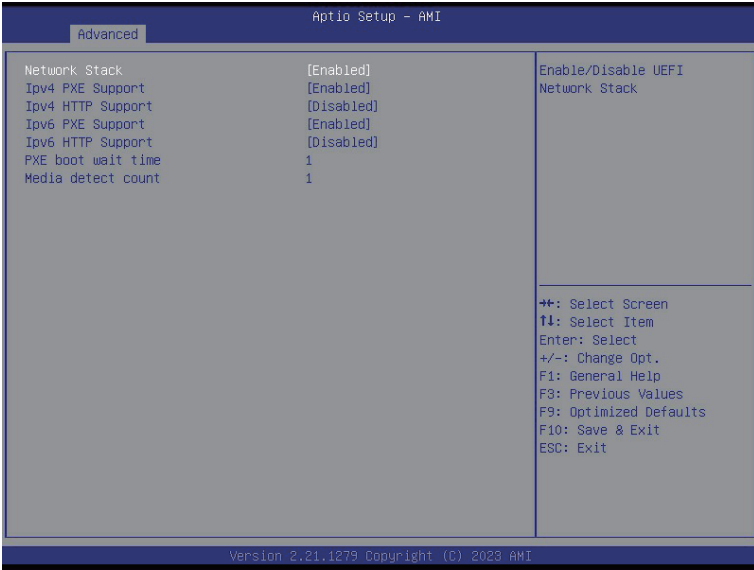 Aptio Setup – AMI
Advanced
Network Stack [Enabled]
Ipv4 PXE Support [Enabled]
Ipv4 HTTP Support [Disabled]
Ipv6 PXE Support [Enabled]
Ipv6 HTTP Support [Disabled]
PXE boot wait time 1
Media detect count 1
Enable/Disable UEFI
Network Stack
→←: Select Screen
↑↓: Select Item
Enter: Select
+/-: Change Opt.
F1: General Help
F3: Previous Values
F9: Optimized Defaults
F10: Save & Exit
ESC: Exit
Version 2.21.1279 Copyright (C) 2023 AMI